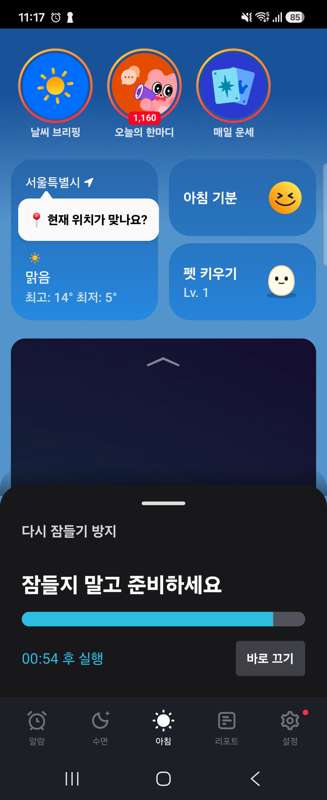 11:17
85
날씨 브리핑
1,160
오늘의 한마디
매일 운세
서울특별시
현재 위치가 맞나요?
맑음
최고: 14° 최저: 5°
아침 기분
펫 키우기
Lv. 1
다시 잠들기 방지
잠들지 말고 준비하세요
00:54 후 실행
바로 끄기
알람
수면
아침
리포트
설정